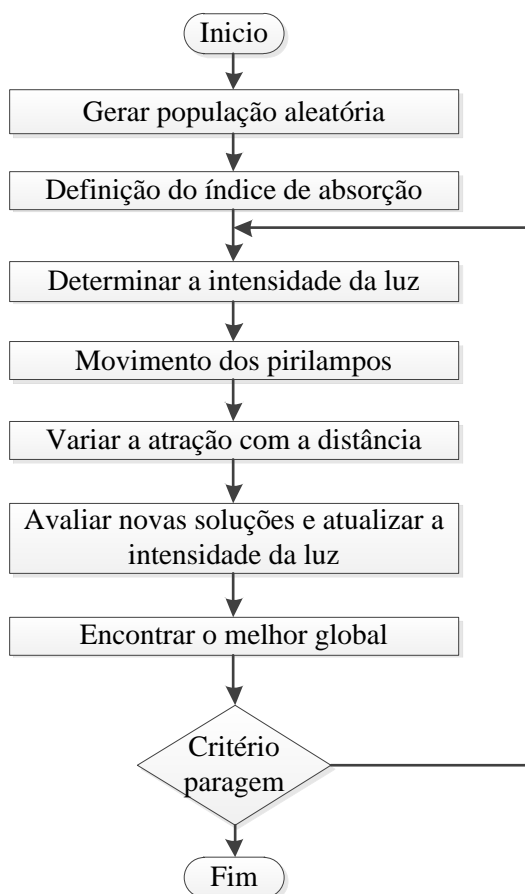 Inicio
Gerar população aleatória
Definição do índice de absorção
Determinar a intensidade da luz
Movimento dos pirilampos
Variar a atração com a distância
Avaliar novas soluções e atualizar a
intensidade da luz
Encontrar o melhor global
Critério
paragem
Fim